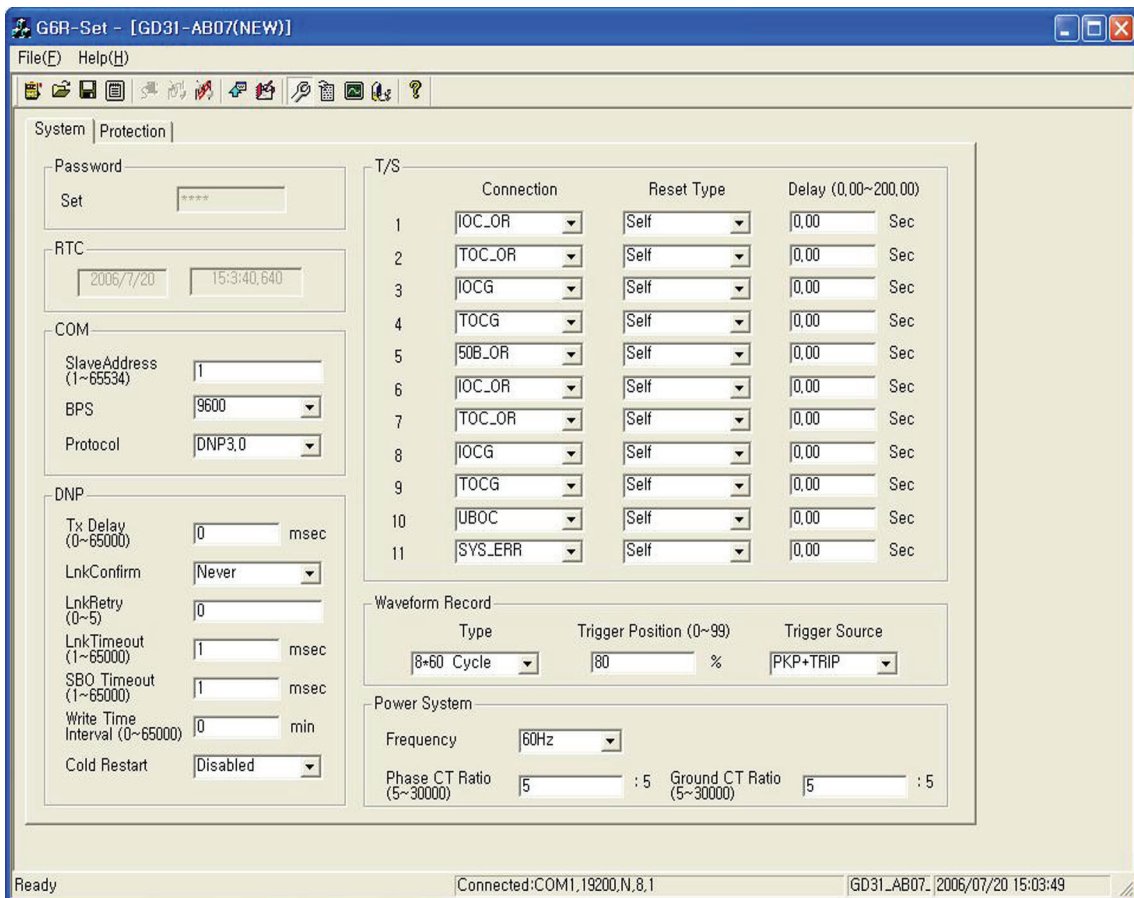 G6R-Set - [GD31-AB07(NEW)]
File(F) Help(H)
System Protection
Password
Set ****
RTC
2006/7/20 15:3:40,640
COM
SlaveAddress
(1~65534) 1
BPS 9600
Protocol DNP3,0
DNP
Tx Delay
(0~65000) 0 msec
LnkConfirm Never
LnkRetry
(0~5) 0
LnkTimeout
(1~65000) 1 msec
SBO Timeout
(1~65000) 1 msec
Write Time
Interval (0~65000) 0 min
Cold Restart Disabled
T/S
Connection Reset Type Delay (0,00~200,00)
1 IOC_OR Self 0,00 Sec
2 TOC_OR Self 0,00 Sec
3 IOCG Self 0,00 Sec
4 TOCG Self 0,00 Sec
5 50B_OR Self 0,00 Sec
6 IOC_OR Self 0,00 Sec
7 TOC_OR Self 0,00 Sec
8 IOCG Self 0,00 Sec
9 TOCG Self 0,00 Sec
10 UBOC Self 0,00 Sec
11 SYS_ERR Self 0,00 Sec
Waveform Record
Type Trigger Position (0~99) Trigger Source
8*60 Cycle 80 % PKP+TRIP
Power System
Frequency 60Hz
Phase CT Ratio
(5~30000) 5 : 5
Ground CT Ratio
(5~30000) 5 : 5
Ready Connected:COM1,19200,N,8,1 GD31_AB07_ 2006/07/20 15:03:49